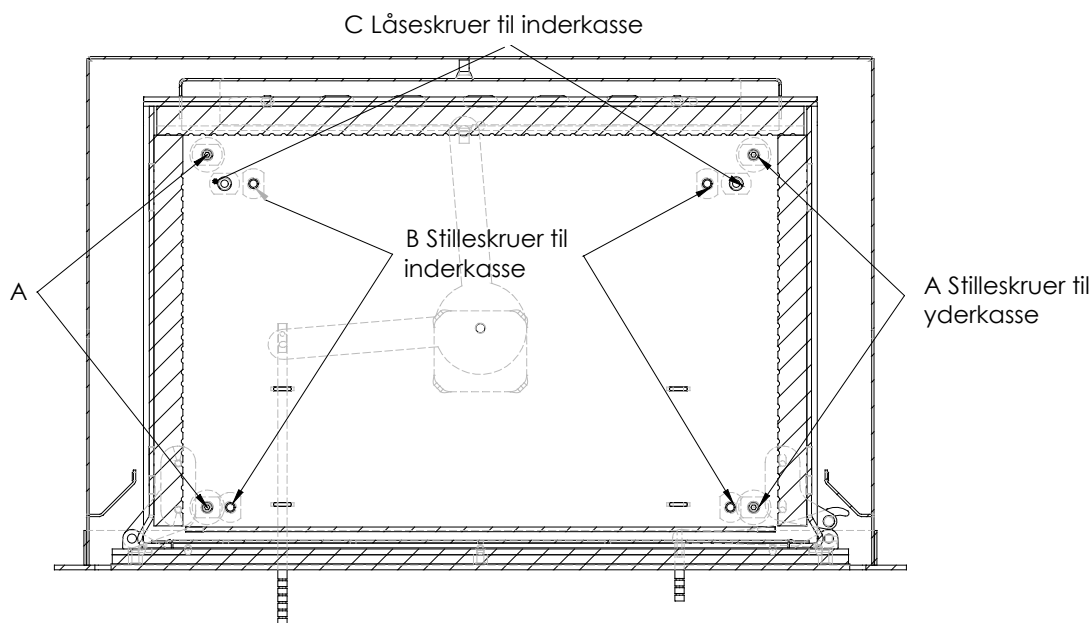 C Låseskruer til inderkasse
B Stilleskruer til
inderkasse
A
A Stilleskruer til
yderkasse